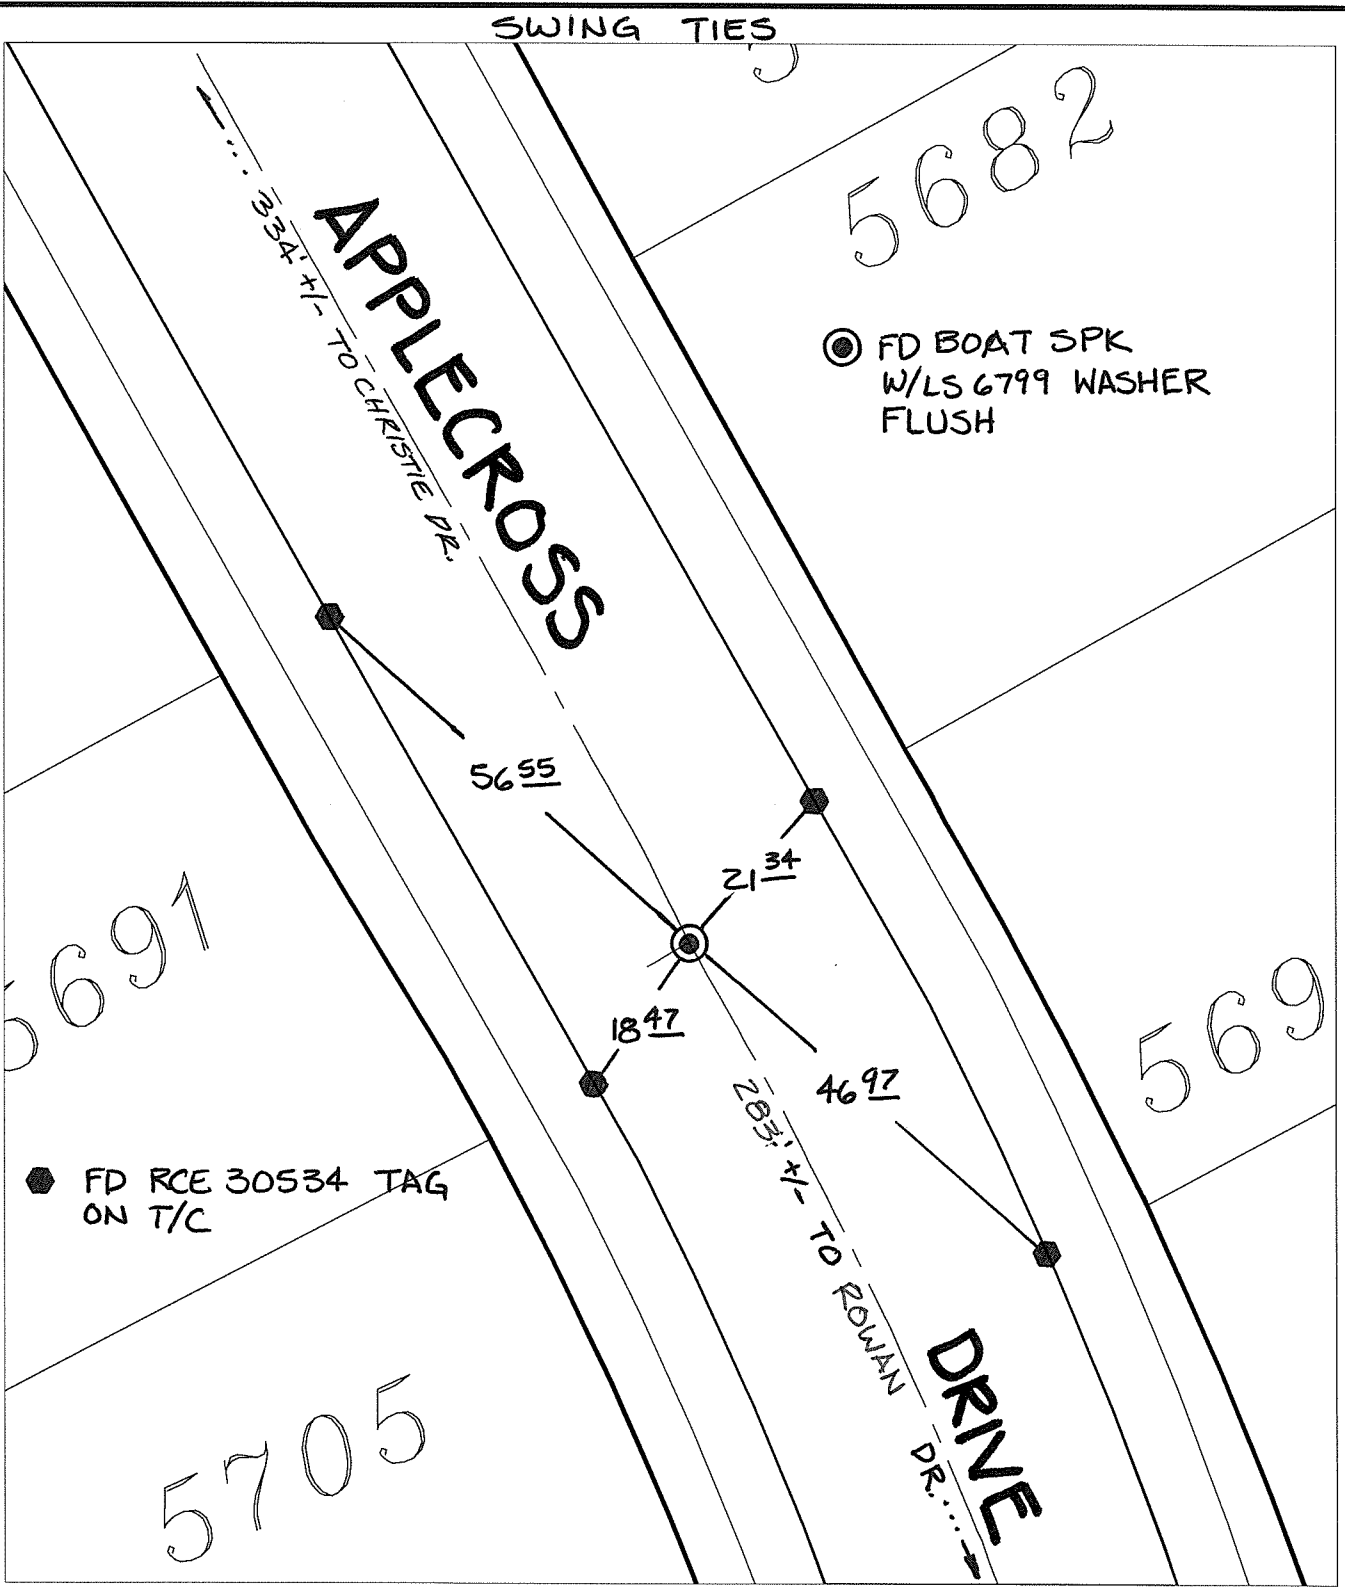 SWING TIES
5682
334' +/- TO CHRISTIE DR.
APPLECROSS
FD BOAT SPK
W/LS 6799 WASHER
FLUSH
56 55
21 34
5691
18 47
46 97
569
283' +/- TO ROWAN DR.
FD RCE 30534 TAG
ON T/C
DRIVE
5705